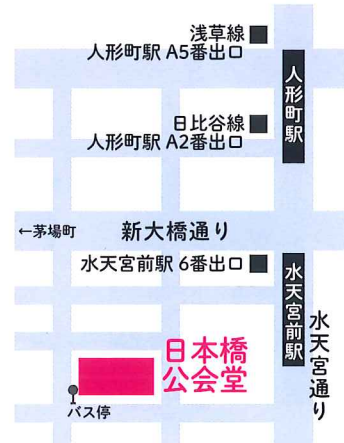 浅草線
人形町駅 A5番出口
人形町駅
日比谷線
人形町駅 A2番出口
←茅場町
新大橋通り
水天宮前駅 6番出口
水天宮前駅
水天宮通り
日本橋
公会堂
バス停